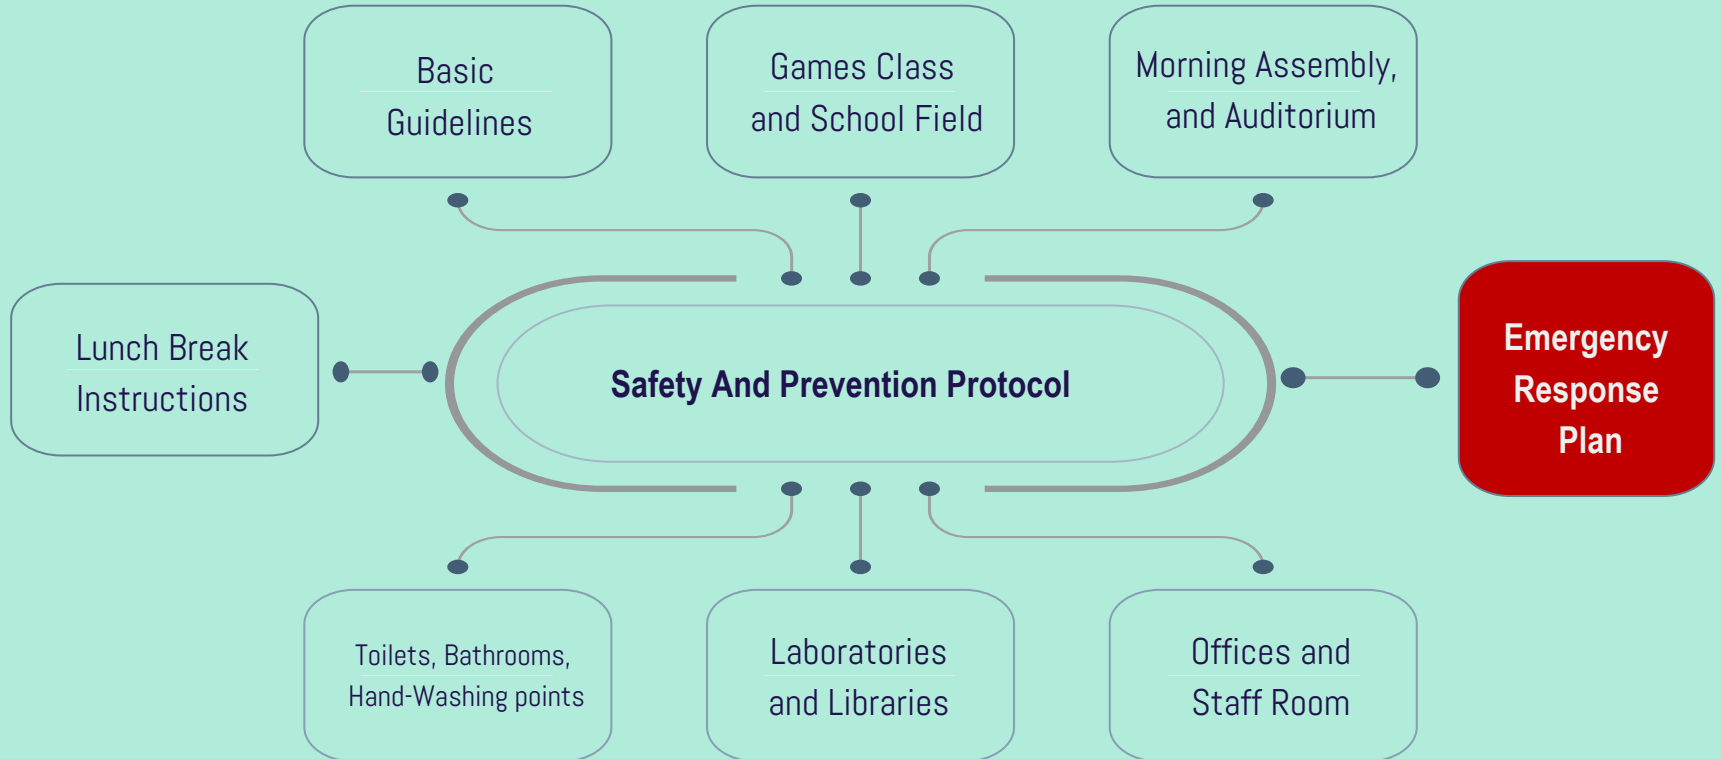 Basic
Guidelines
Games Class
and School Field
Morning Assembly,
and Auditorium
Lunch Break
Instructions
Safety And Prevention Protocol
Emergency
Response
Plan
Toilets, Bathrooms,
Hand-Washing points
Laboratories
and Libraries
Offices and
Staff Room